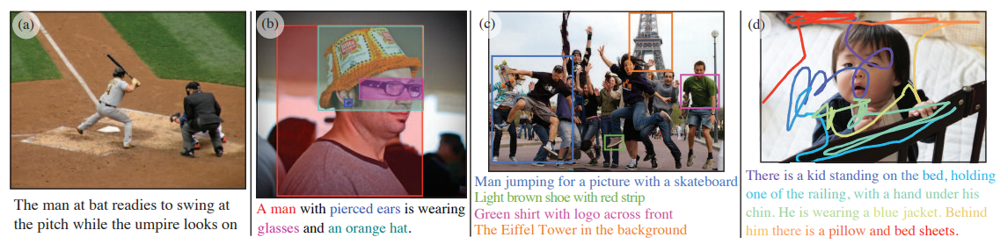 (a)
The man at bat readies to swing at
the pitch while the umpire looks on
(b)
A man with pierced ears is wearing
glasses and an orange hat.
(c)
Man jumping for a picture with a skateboard
Light brown shoe with red strip
Green shirt with logo across front
The Eiffel Tower in the background
(d)
There is a kid standing on the bed, holding
one of the railing, with a hand under his
chin. He is wearing a blue jacket. Behind
him there is a pillow and bed sheets.